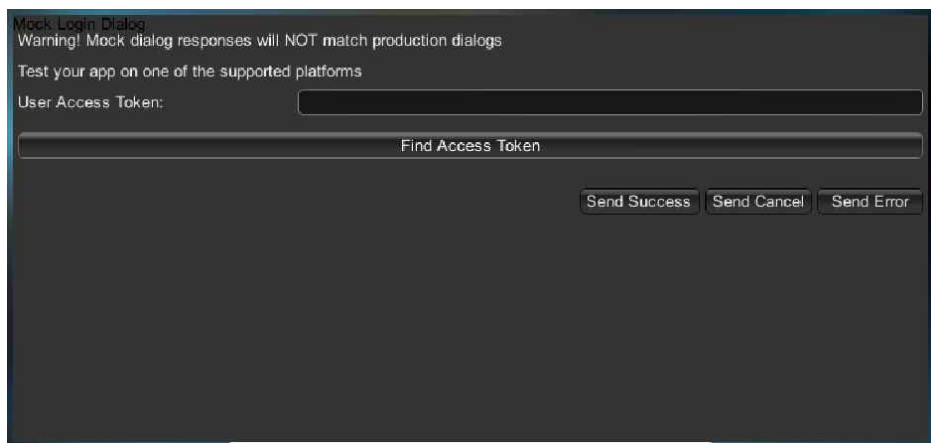 Mock Login Dialog
Warning! Mock dialog responses will NOT match production dialogs
Test your app on one of the supported platforms
User Access Token:
Find Access Token
Send Success Send Cancel Send Error